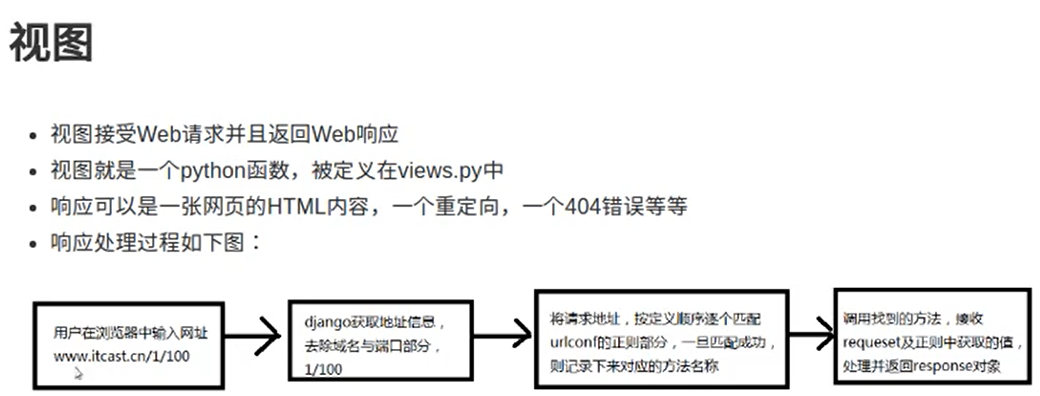 视图
视图接受Web请求并且返回Web响应
视图就是一个python函数，被定义在views.py中
响应可以是一张网页的HTML内容，一个重定向，一个404错误等等
响应处理过程如下图：
用户在浏览器中输入网址
www.itcast.cn/1/100
django获取地址信息，
去除域名与端口部分，
1/100
将请求地址，按定义顺序逐个匹配
urlconf的正则部分，一旦匹配成功，
则记录下来对应的方法名称
调用找到的方法，接收
requeset及正则中获取的值，
处理并返回response对象